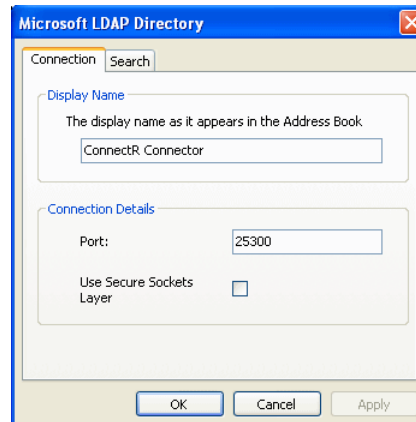 Microsoft LDAP Directory
Connection Search
Display Name
The display name as it appears in the Address Book
ConnectR Connector
Connection Details
Port: 25300
Use Secure Sockets
Layer
OK Cancel Apply